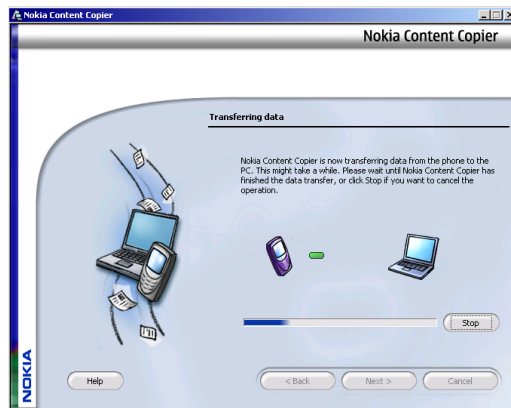 Nokia Content Copier
Nokia Content Copier
Transferring data
Nokia Content Copier is now transferring data from the phone to the
PC. This might take a while. Please wait until Nokia Content Copier has
finished the data transfer, or click Stop if you want to cancel the
operation.
Stop
NOKIA
Help
< Back
Next >
Cancel